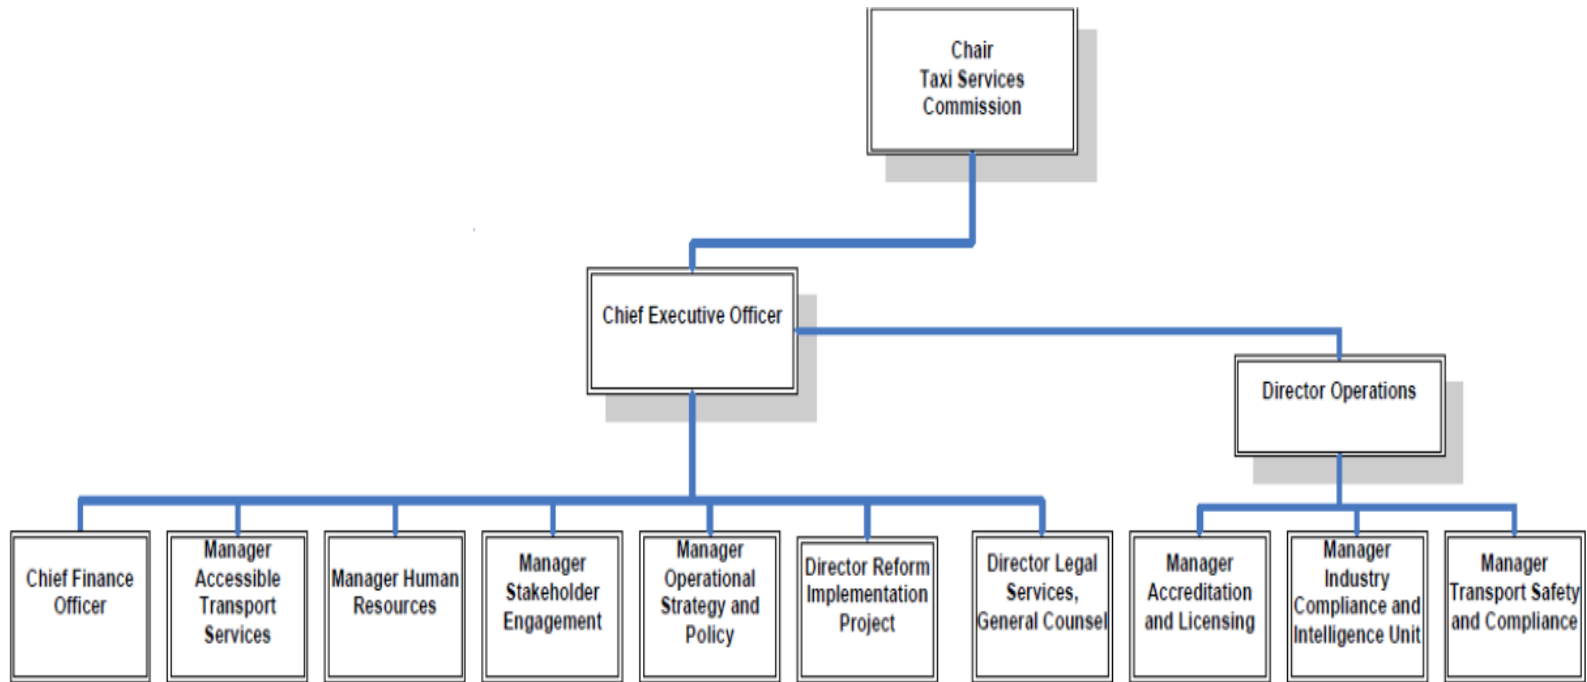 Chair
Taxi Services
Commission
Chief Executive Officer
Director Operations
Chief Finance
Officer
Manager
Accessible
Transport
Services
Manager Human
Resources
Manager
Stakeholder
Engagement
Manager
Operational
Strategy and
Policy
Director Reform
Implementation
Project
Director Legal
Services,
General Counsel
Manager
Accreditation
and Licensing
Manager
Industry
Compliance and
Intelligence Unit
Manager
Transport Safety
and Compliance